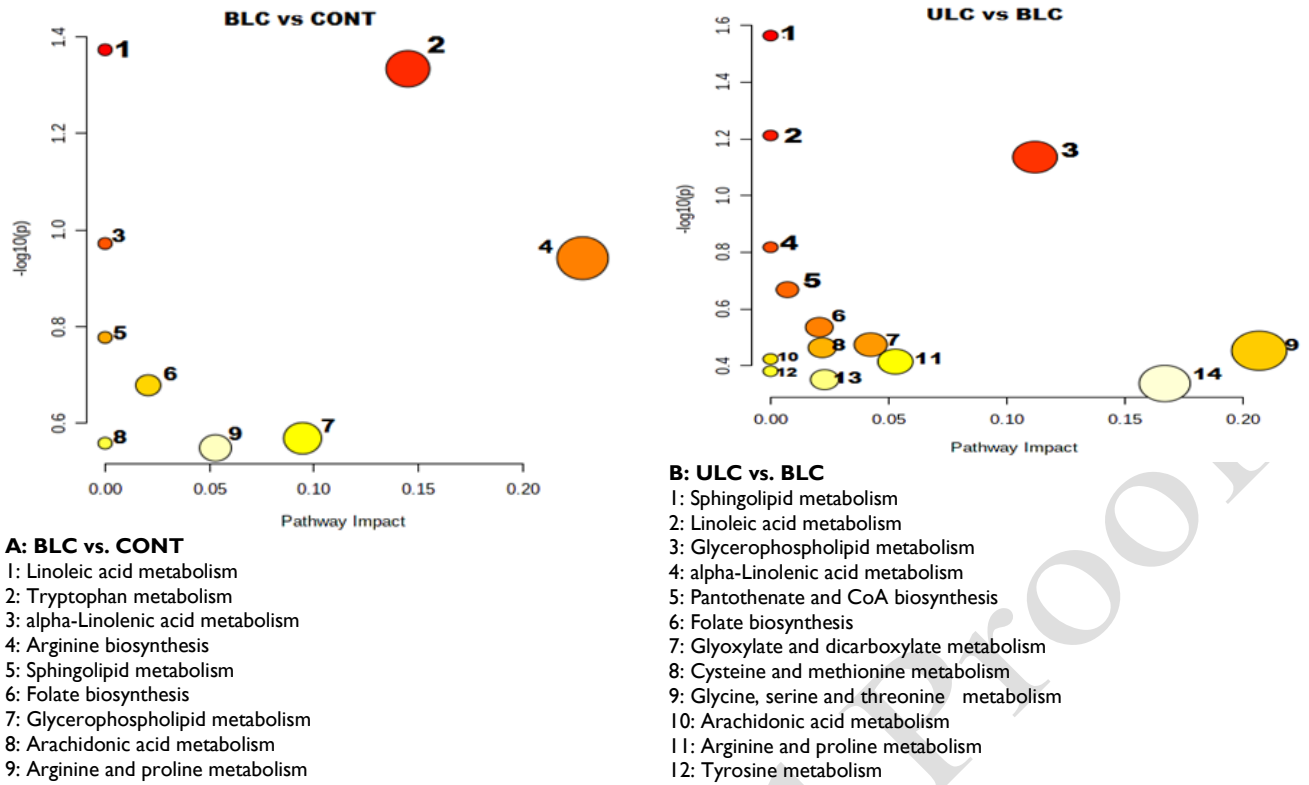 BLC vs CONT
1.4
1.2
1.0
0.8
0.6
-log10(p)
1
2
3
4
5
6
7
8
9
0.00 0.05 0.10 0.15 0.20
Pathway Impact
A: BLC vs. CONT
1: Linoleic acid metabolism
2: Tryptophan metabolism
3: alpha-Linolenic acid metabolism
4: Arginine biosynthesis
5: Sphingolipid metabolism
6: Folate biosynthesis
7: Glycerophospholipid metabolism
8: Arachidonic acid metabolism
9: Arginine and proline metabolism
ULC vs BLC
1.6
1.4
1.2
1.0
0.8
0.6
0.4
-log10(p)
1
2
3
4
5
6
7
8
9
10
11
12
13
14
0.00 0.05 0.10 0.15 0.20
Pathway Impact
B: ULC vs. BLC
1: Sphingolipid metabolism
2: Linoleic acid metabolism
3: Glycerophospholipid metabolism
4: alpha-Linolenic acid metabolism
5: Pantothenate and CoA biosynthesis
6: Folate biosynthesis
7: Glyoxylate and dicarboxylate metabolism
8: Cysteine and methionine metabolism
9: Glycine, serine and threonine metabolism
10: Arachidonic acid metabolism
11: Arginine and proline metabolism
12: Tyrosine metabolism
Proof